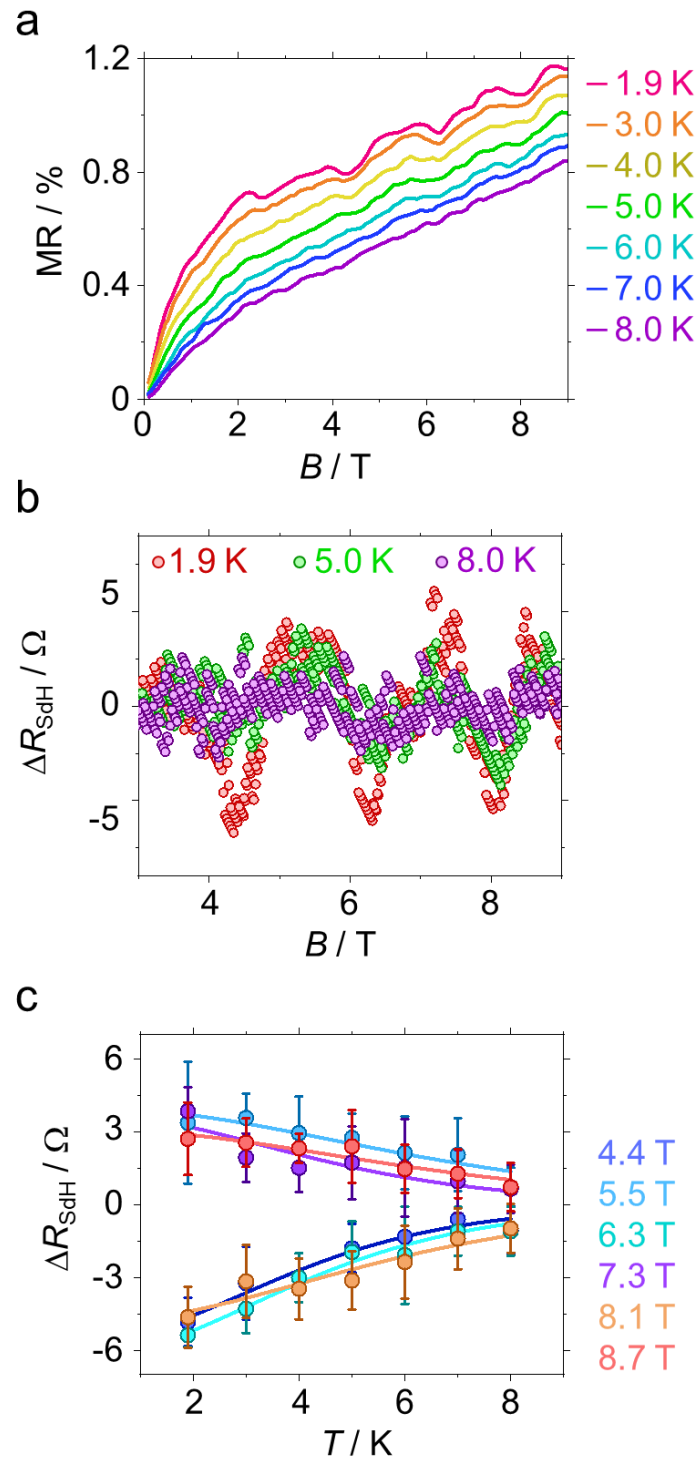 a
MR / %
1.2
0.8
0.4
0
0 2 4 6 8
B / T
– 1.9 K
– 3.0 K
– 4.0 K
– 5.0 K
– 6.0 K
– 7.0 K
– 8.0 K
b
ΔR_SdH / Ω
1.9 K 5.0 K 8.0 K
5
0
-5
4 6 8
B / T
c
ΔR_SdH / Ω
6
3
0
-3
-6
2 4 6 8
T / K
4.4 T
5.5 T
6.3 T
7.3 T
8.1 T
8.7 T